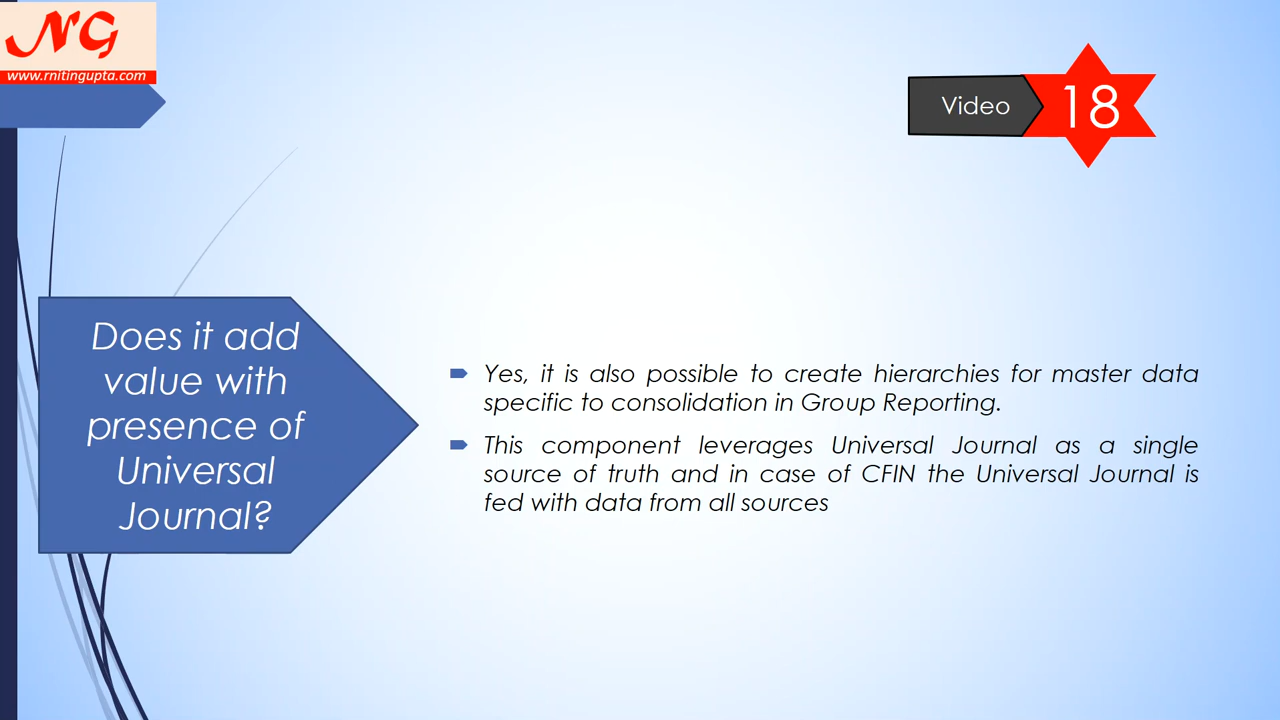 NG
www.rnitingupta.com
Video
18
Does it add
value with
presence of
Universal
Journal?
Yes, it is also possible to create hierarchies for master data
specific to consolidation in Group Reporting.
This component leverages Universal Journal as a single
source of truth and in case of CFIN the Universal Journal is
fed with data from all sources